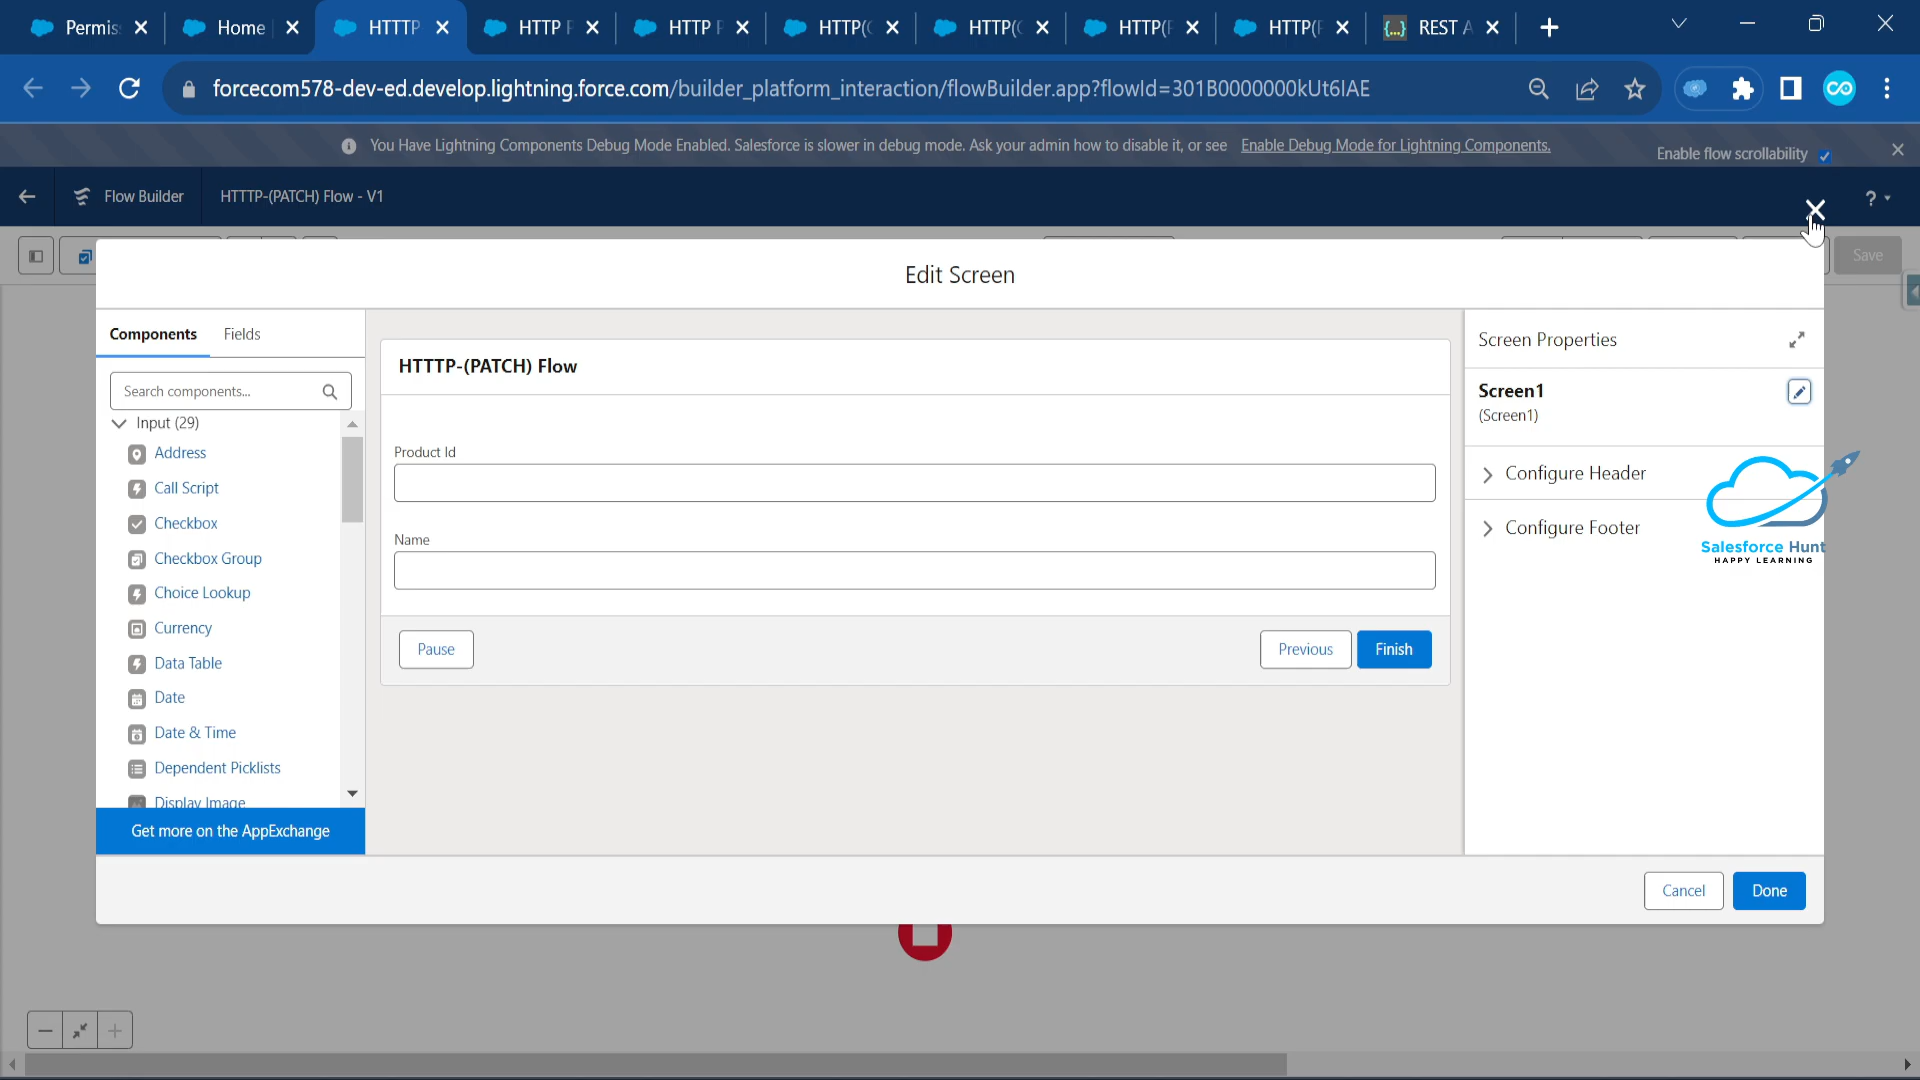 Permis
Home
HTTTP
HTTP F
HTTP F
HTTP(
HTTP(
HTTP(F
HTTP(F
{...}
REST A
forcecom578-dev-ed.develop.lightning.force.com/builder_platform_interaction/flowBuilder.app?flowId=301B0000000kUt6IAE
You Have Lightning Components Debug Mode Enabled. Salesforce is slower in debug mode. Ask your admin how to disable it, or see Enable Debug Mode for Lightning Components.
Enable flow scrollability
Flow Builder
HTTTP-(PATCH) Flow - V1
?
Save
Edit Screen
Components
Fields
Search components...
Input (29)
Address
Call Script
Checkbox
Checkbox Group
Choice Lookup
Currency
Data Table
Date
Date & Time
Dependent Picklists
Display Image
Get more on the AppExchange
HTTTP-(PATCH) Flow
Product Id
Name
Pause
Previous
Finish
Screen Properties
Screen1
(Screen1)
Configure Header
Configure Footer
Salesforce Hunt
HAPPY LEARNING
Cancel
Done